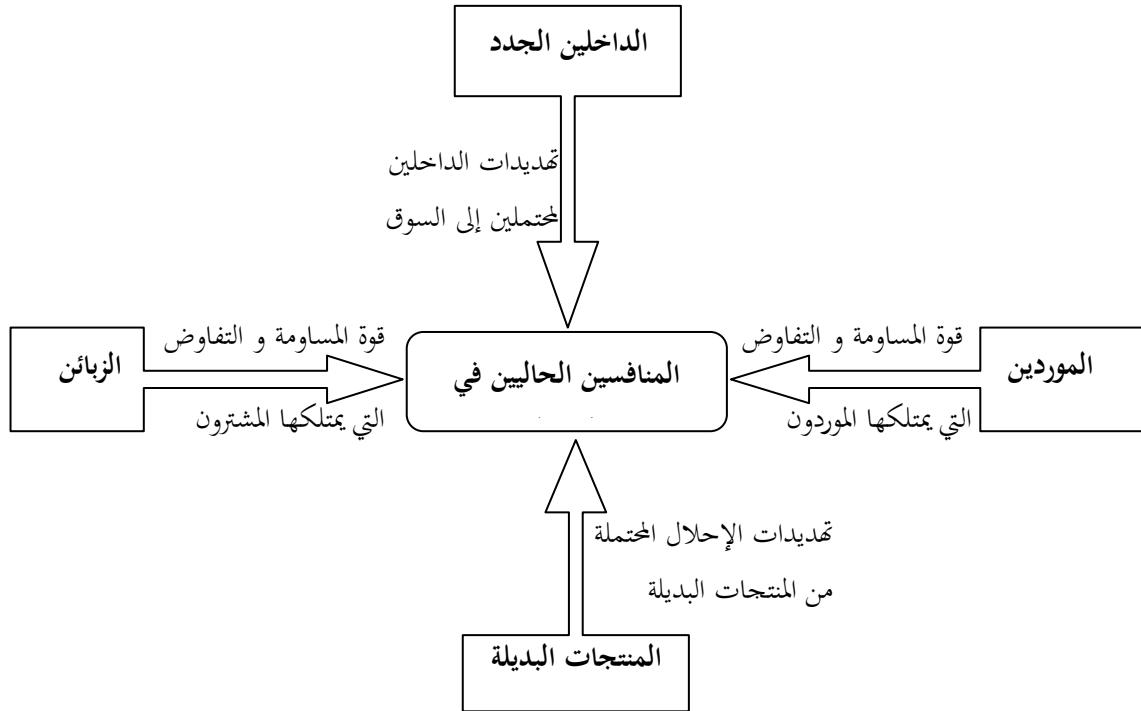 الداخلين الجدد
تهديدات الداخلين
لمحتملين إلى السوق
قوة المساومة و التفاوض
الموردين
التي يمتلكها الموردون
المنافسين الحاليين في
قوة المساومة و التفاوض
الزبائن
التي يمتلكها المشترون
تهديدات الإحلال المحتملة
من المنتجات البديلة
المنتجات البديلة